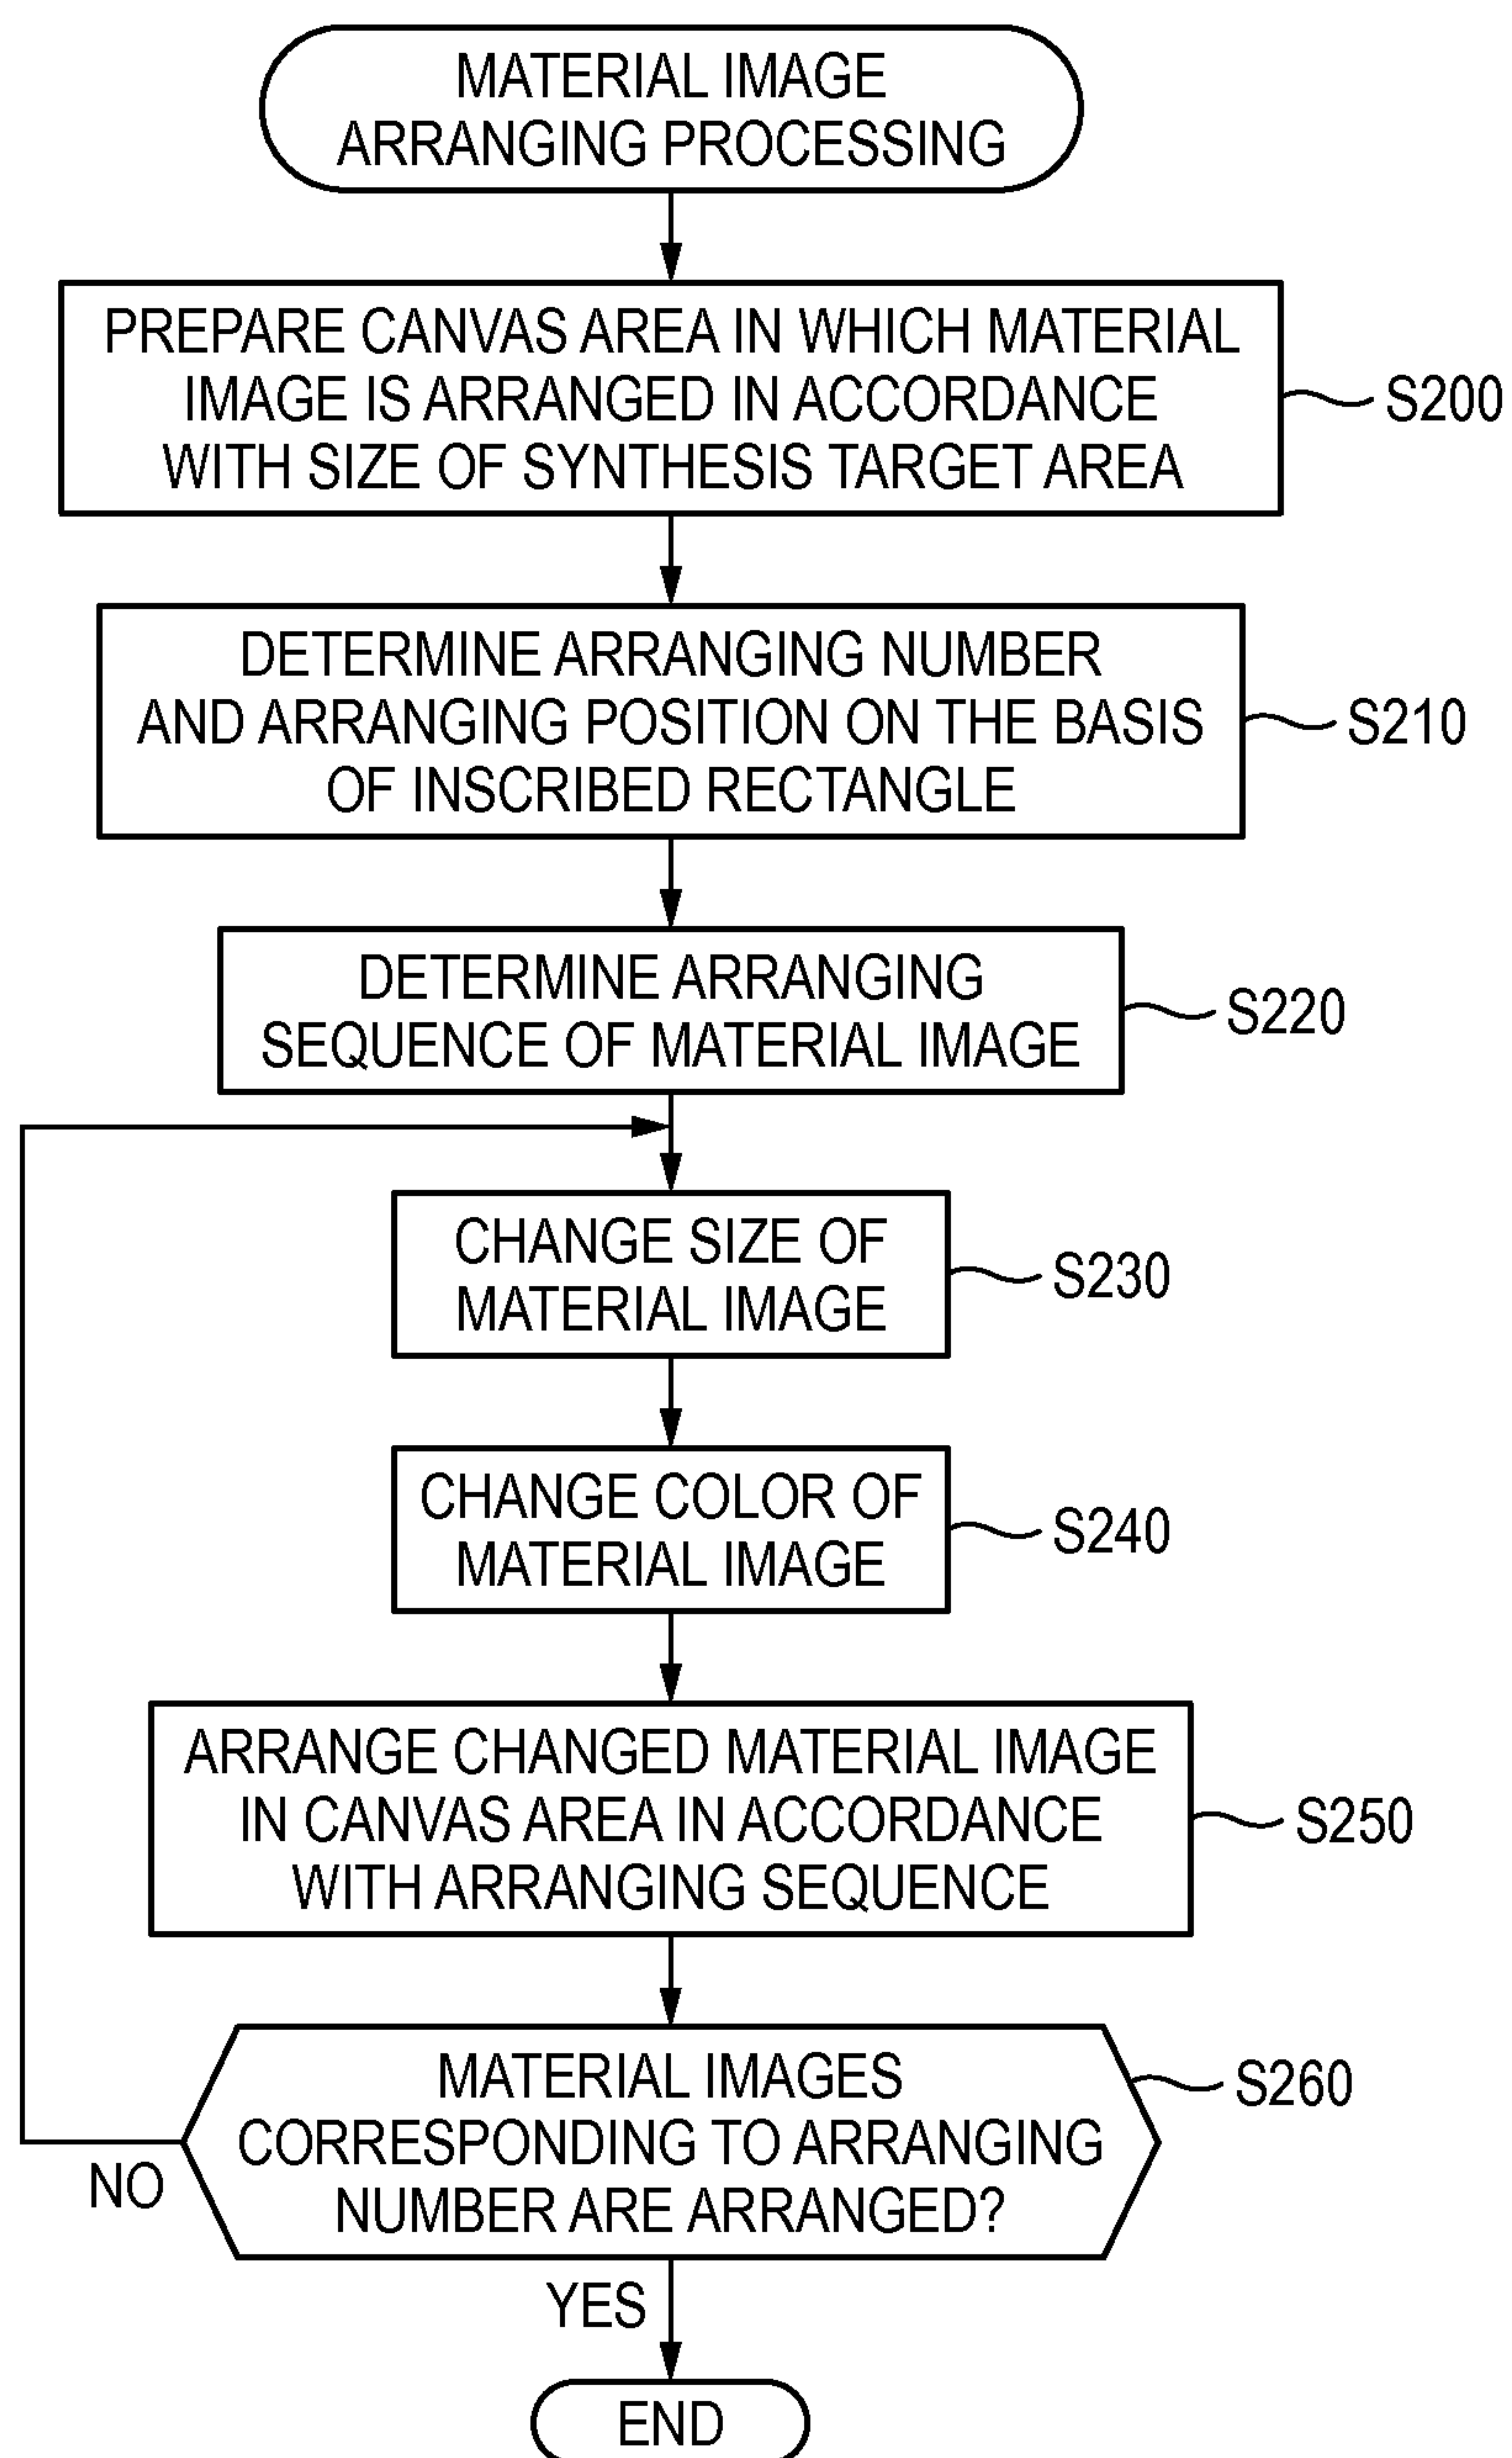 MATERIAL IMAGE
ARRANGING PROCESSING
PREPARE CANVAS AREA IN WHICH MATERIAL
IMAGE IS ARRANGED IN ACCORDANCE
WITH SIZE OF SYNTHESIS TARGET AREA
S200
DETERMINE ARRANGING NUMBER
AND ARRANGING POSITION ON THE BASIS
OF INSCRIBED RECTANGLE
S210
DETERMINE ARRANGING
SEQUENCE OF MATERIAL IMAGE
S220
CHANGE SIZE OF
MATERIAL IMAGE
S230
CHANGE COLOR OF
MATERIAL IMAGE
S240
ARRANGE CHANGED MATERIAL IMAGE
IN CANVAS AREA IN ACCORDANCE
WITH ARRANGING SEQUENCE
S250
MATERIAL IMAGES
CORRESPONDING TO ARRANGING
NUMBER ARE ARRANGED?
S260
NO
YES
END